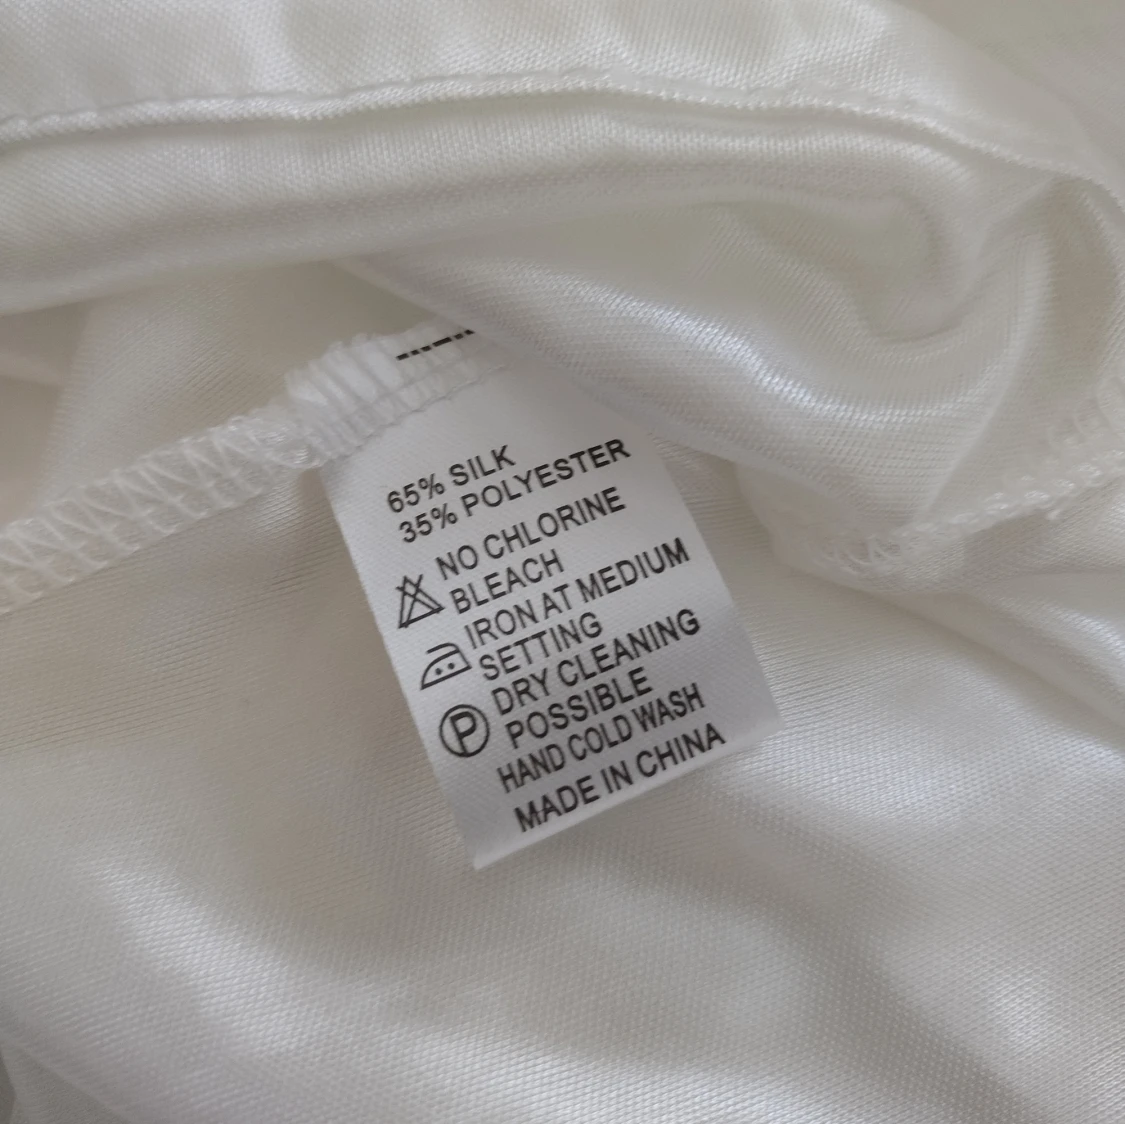 65% SILK
35% POLYESTER
NO CHLORINE
BLEACH
IRON AT MEDIUM
SETTING
P
DRY CLEANING
POSSIBLE
HAND COLD WASH
MADE IN CHINA